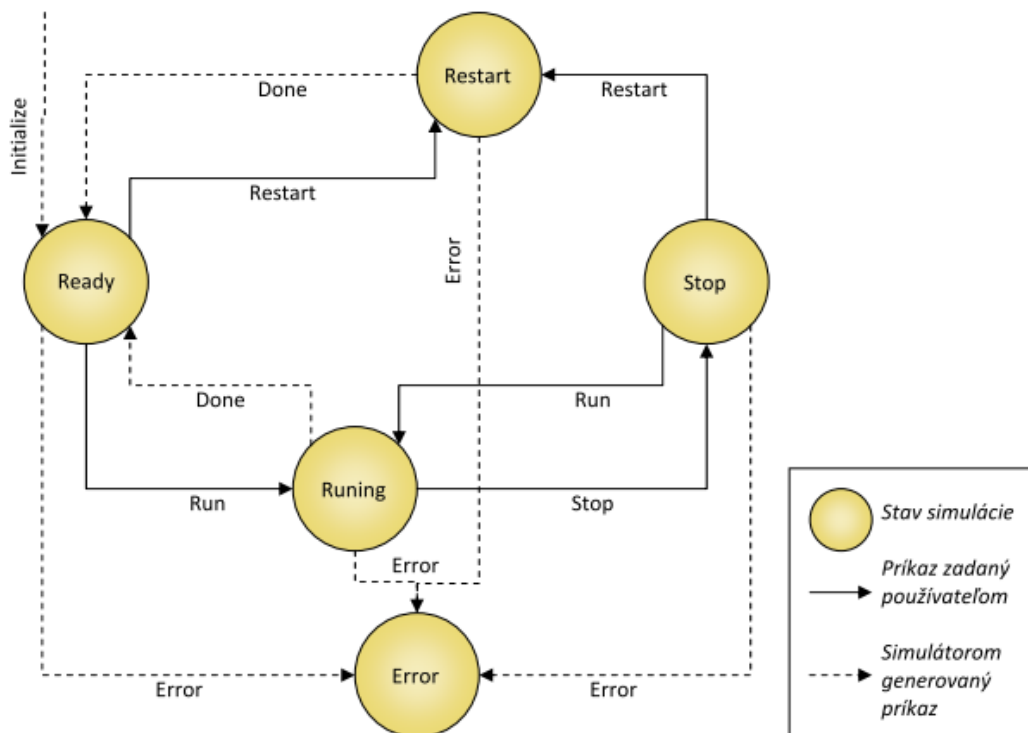 Restart
Done
Restart
Initialize
Restart
Error
Ready
Stop
Done
Run
Run
Runing
Stop
Error
Error
Error
Error
Stav simulácie
Príkaz zadaný
používateľom
Simulátorom
generovaný
príkaz